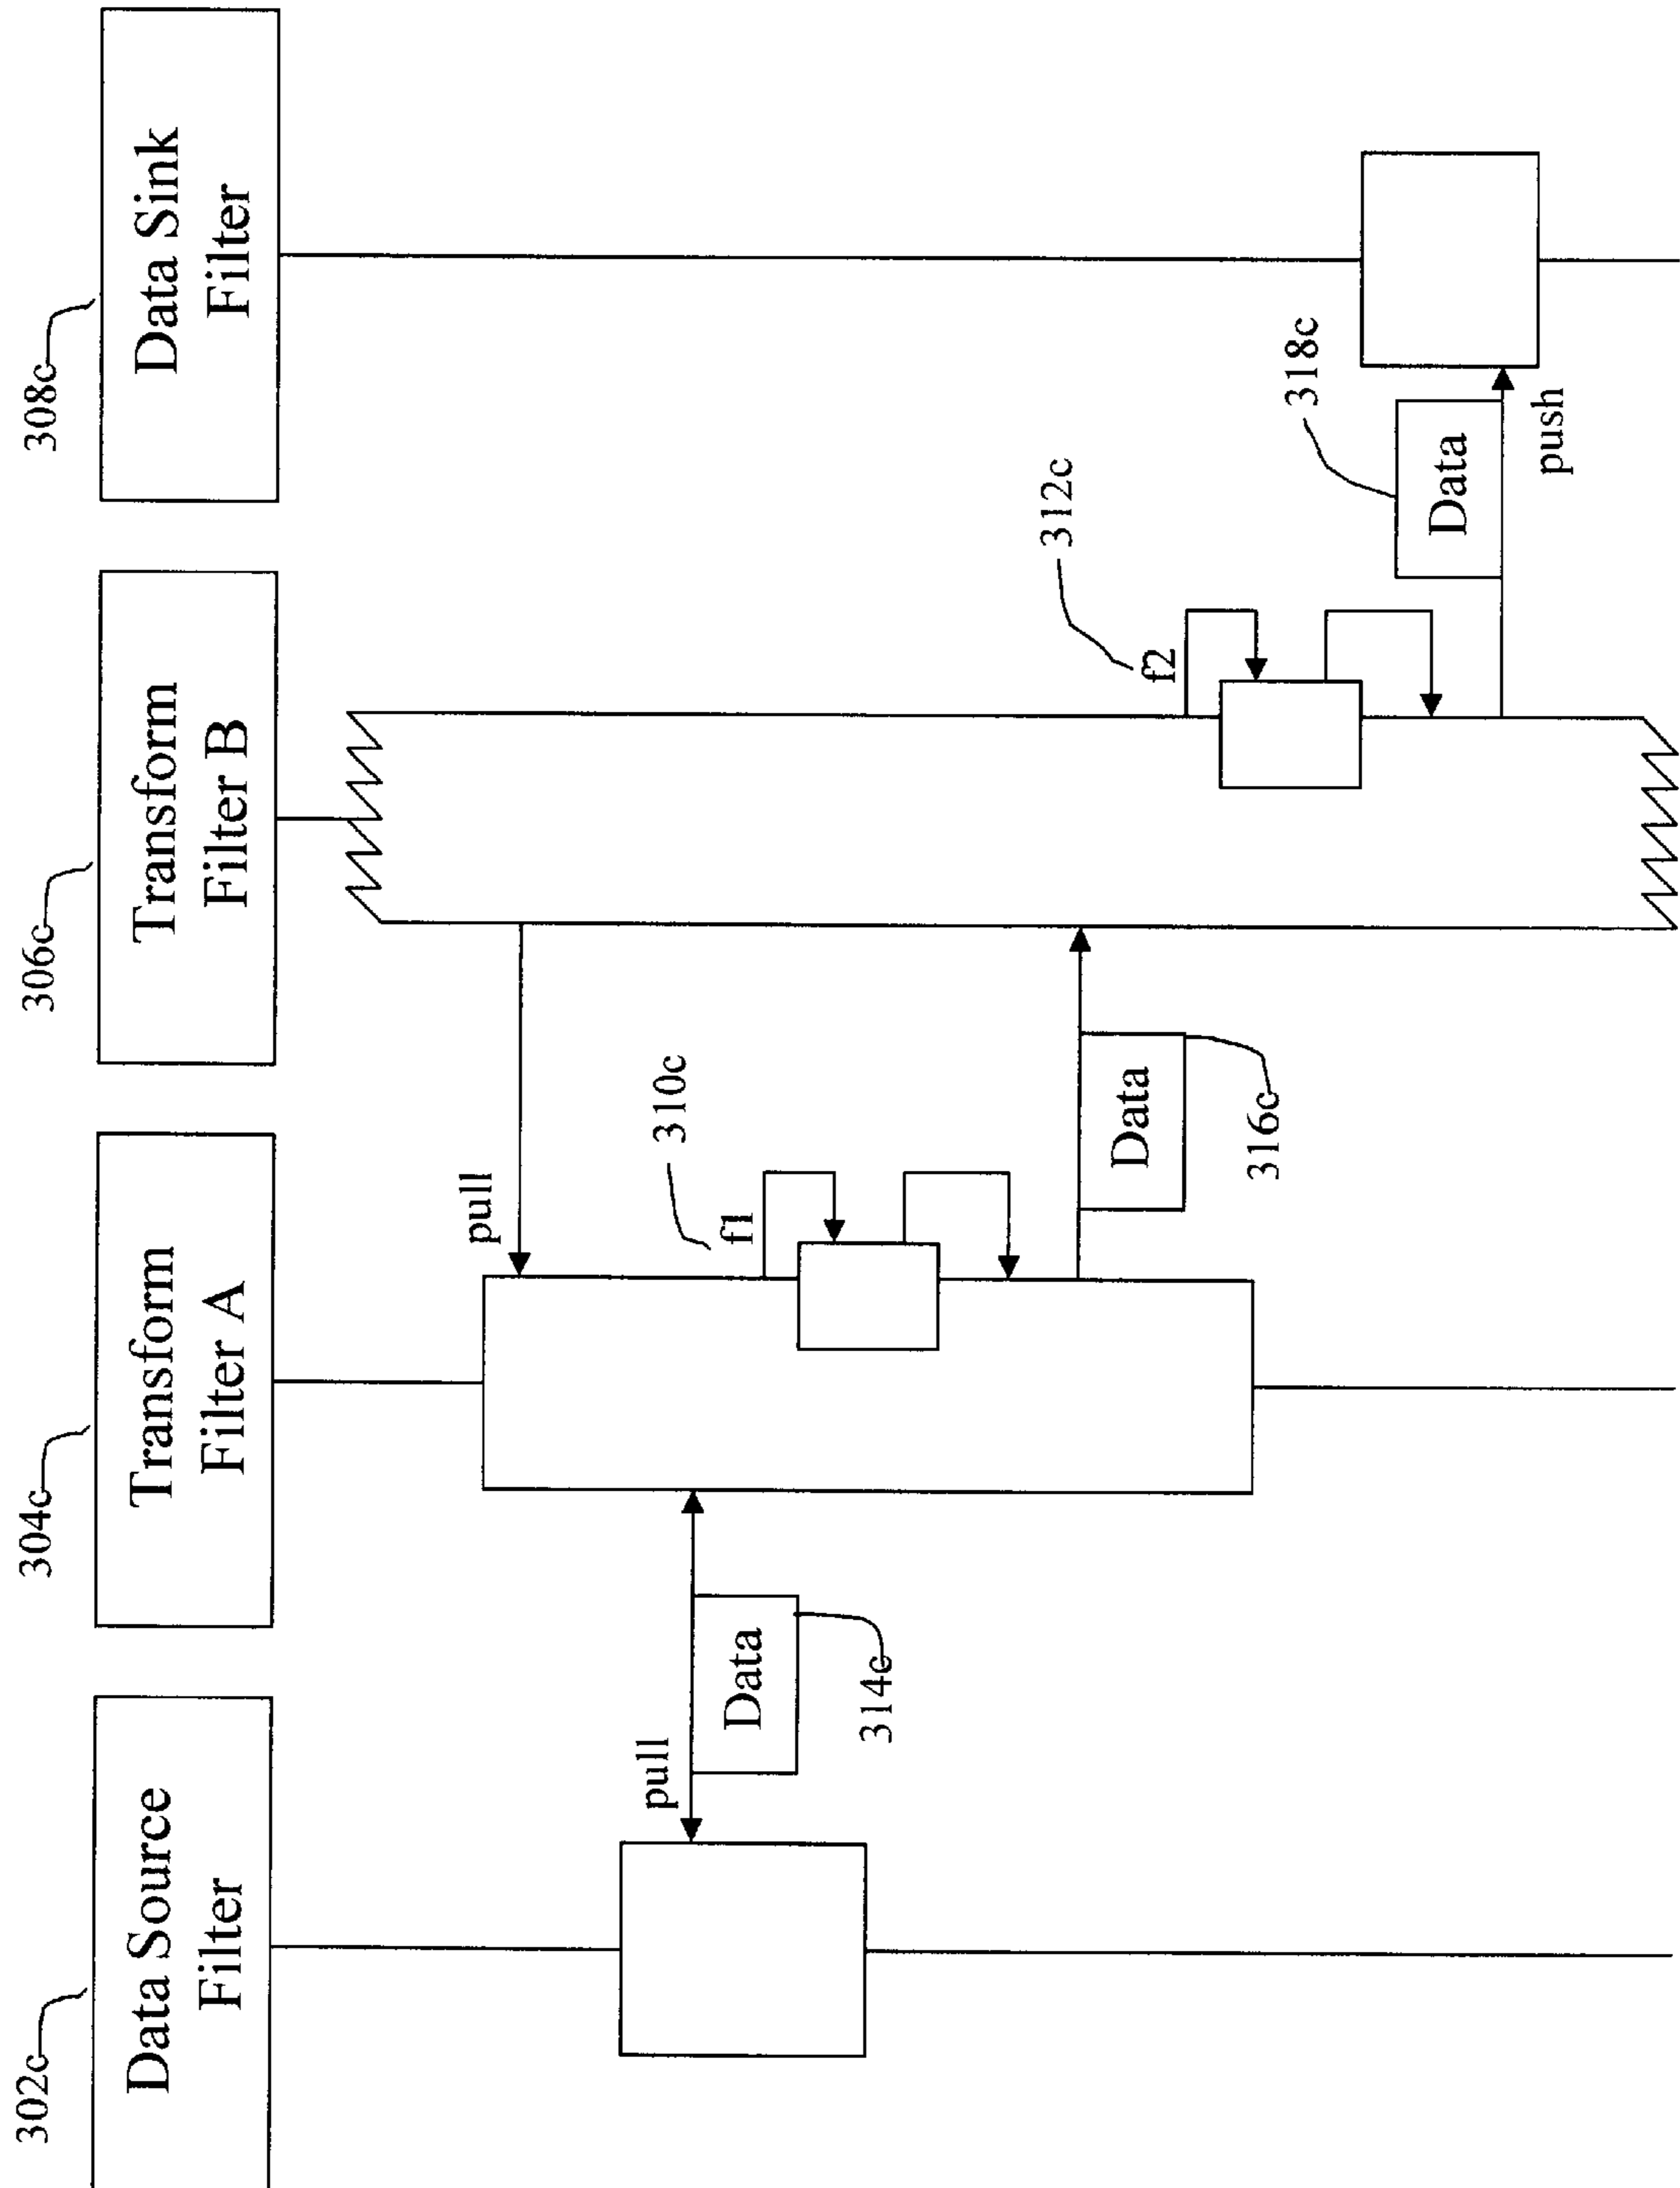 302c
304c
306c
308c
Data Source
Filter
Transform
Filter A
Transform
Filter B
Data Sink
Filter
pull
pull
Data
314c
310c
f1
Data
316c
312c
f2
318c
Data
push